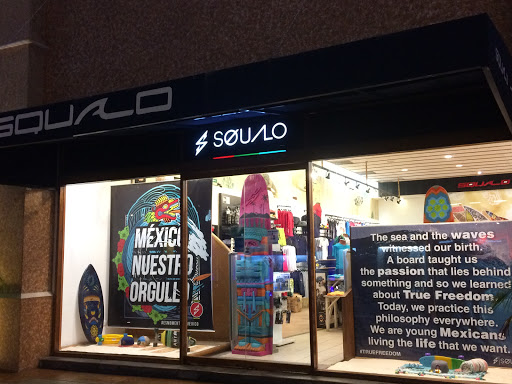 SQUALO
SQUALO
SQUALO
MÉXICO
NUESTRO
ORGULLO
The sea and the waves
witnessed our birth.
A board taught us
the passion that lies behind
something and so we learned
about True Freedom
Today, we practice this
philosophy everywhere.
We are young Mexicans
living the life that we want.
#TRUEFREEDOM